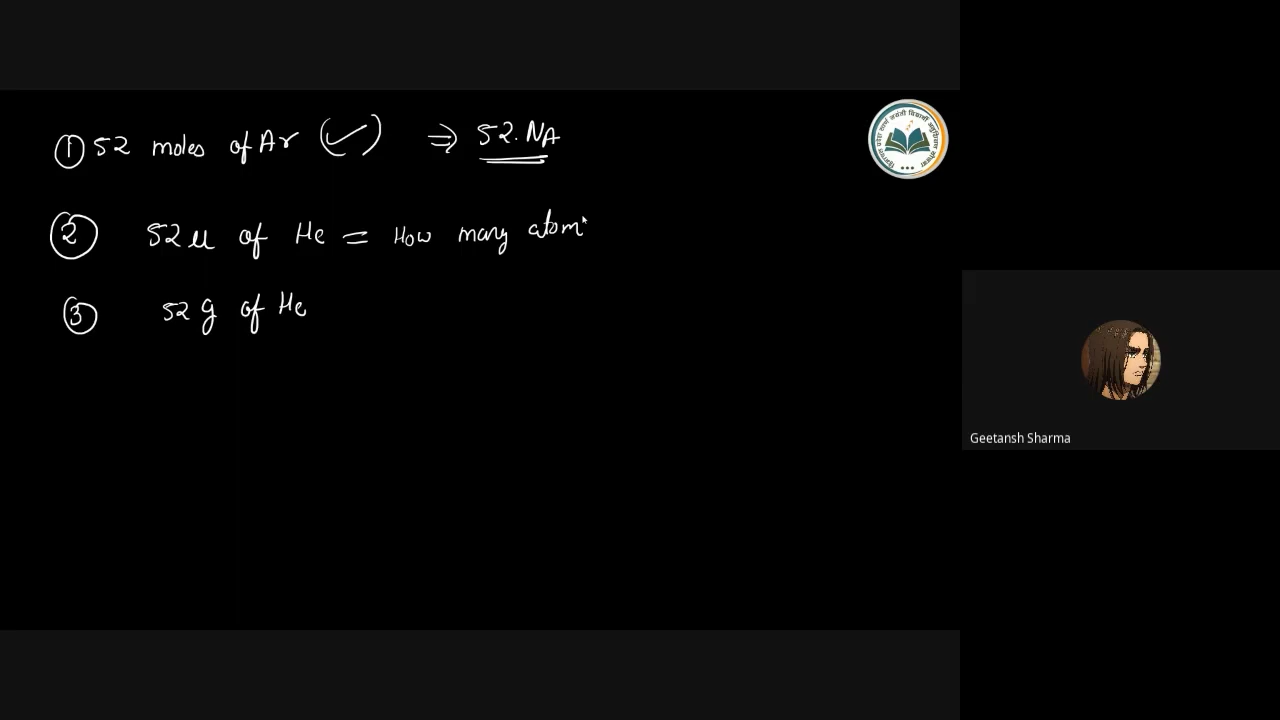 ① 52 moles of Ar (✓) ⇒ 52.NA
② 52u of He = How many atom
③ 52 g of He
Geetansh Sharma